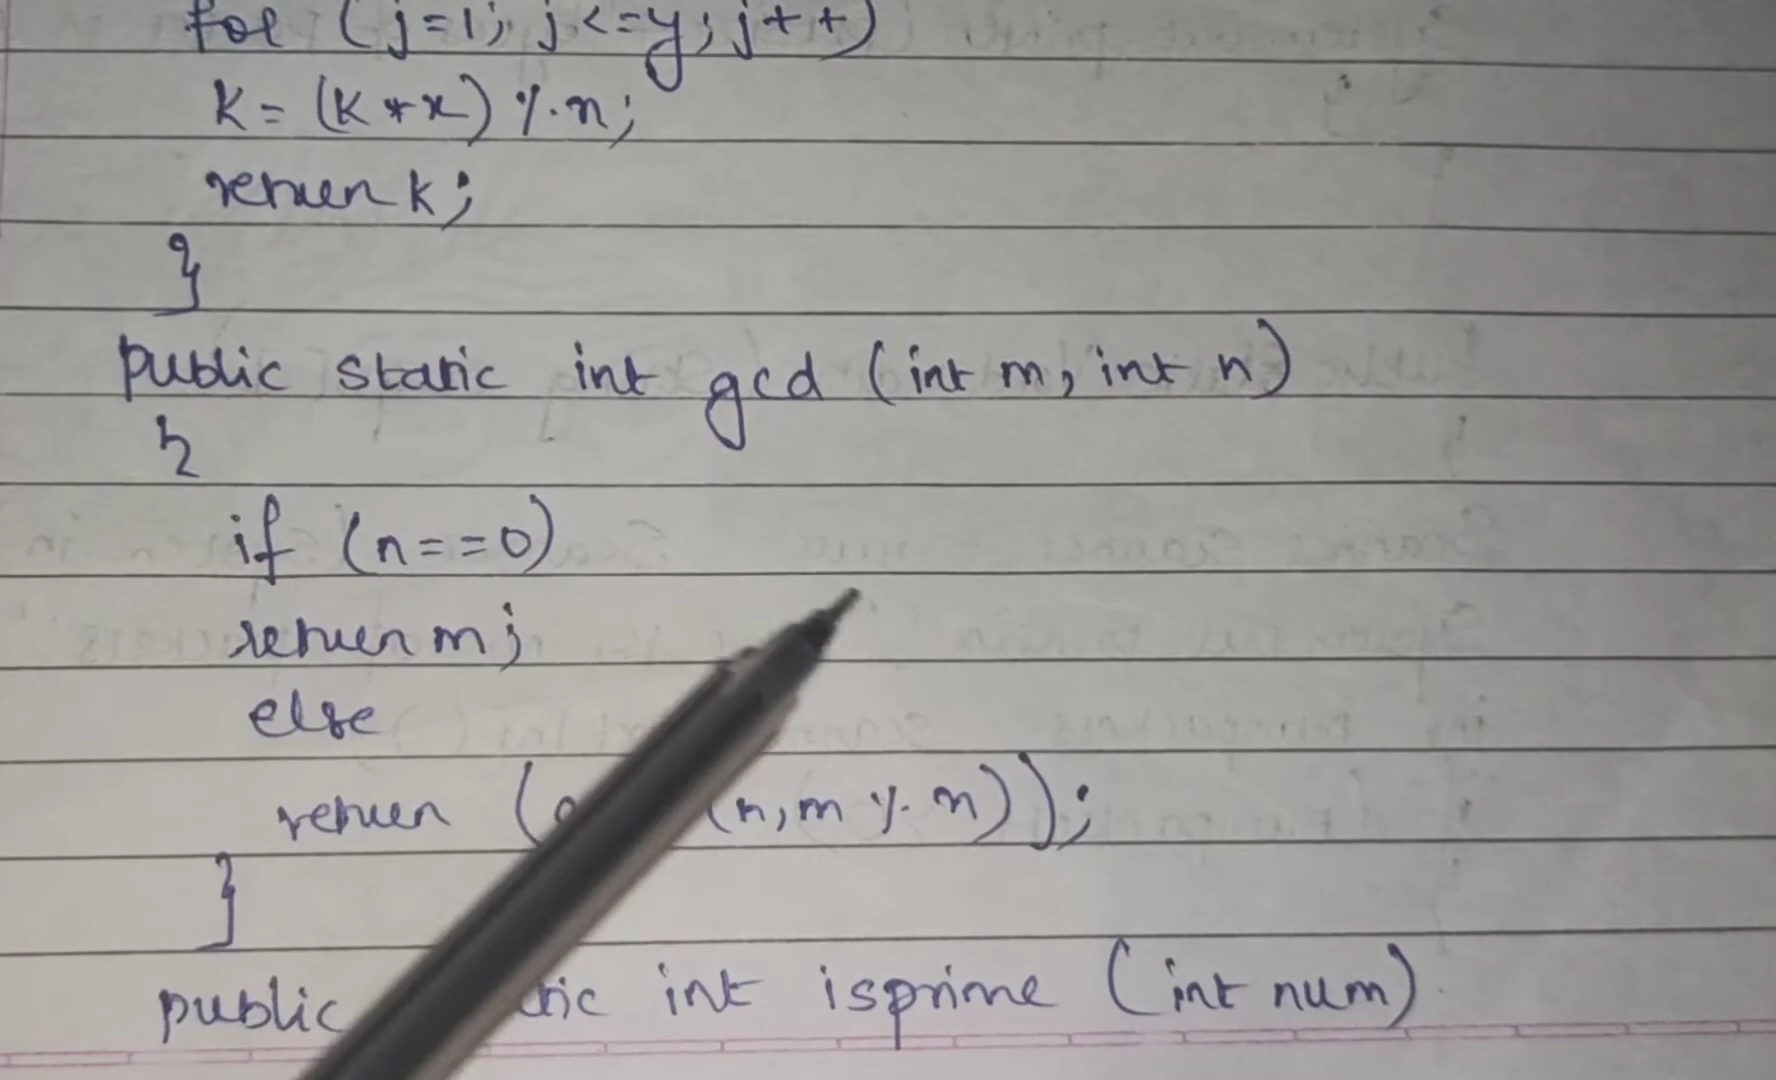 for (j=1; j<=y; j++)
k = (k*x) % n;
return k;
}
public static int gcd (int m, int n)
{
if (n==0)
return m;
else
return ( (n, m % n));
}
public int isprime (int num)